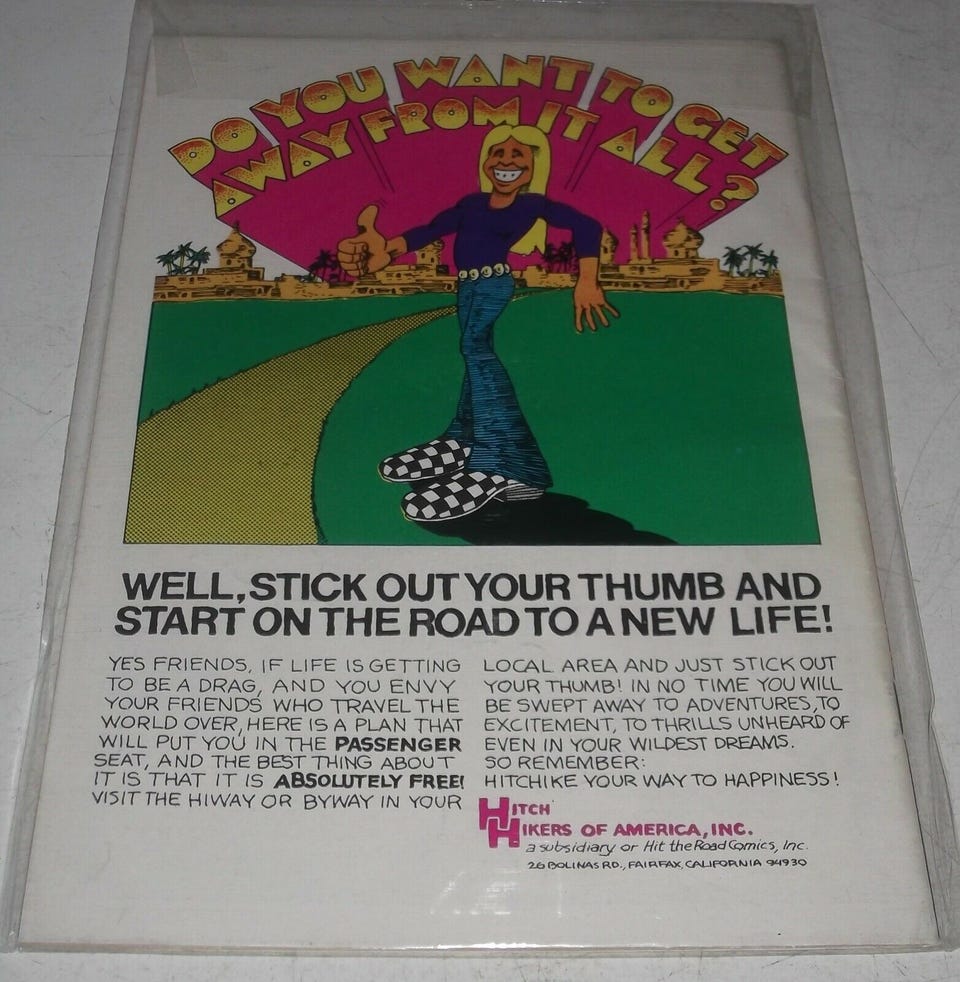 DO YOU WANT TO GET
AWAY FROM IT ALL?
WELL, STICK OUT YOUR THUMB AND
START ON THE ROAD TO A NEW LIFE!
YES FRIENDS, IF LIFE IS GETTING
TO BE A DRAG, AND YOU ENVY
YOUR FRIENDS WHO TRAVEL THE
WORLD OVER, HERE IS A PLAN THAT
WILL PUT YOU IN THE PASSENGER
SEAT, AND THE BEST THING ABOUT
IT IS THAT IT IS ABSOLUTELY FREE!
VISIT THE HIWAY OR BYWAY IN YOUR
LOCAL AREA AND JUST STICK OUT
YOUR THUMB! IN NO TIME YOU WILL
BE SWEPT AWAY TO ADVENTURES, TO
EXCITEMENT, TO THRILLS UNHEARD OF
EVEN IN YOUR WILDEST DREAMS.
SO REMEMBER:
HITCHIKE YOUR WAY TO HAPPINESS!
HITCH
HIKERS OF AMERICA, INC.
a subsidiary or Hit the Road Comics, Inc.
26 BOLINAS RD., FAIRFAX, CALIFORNIA 94930